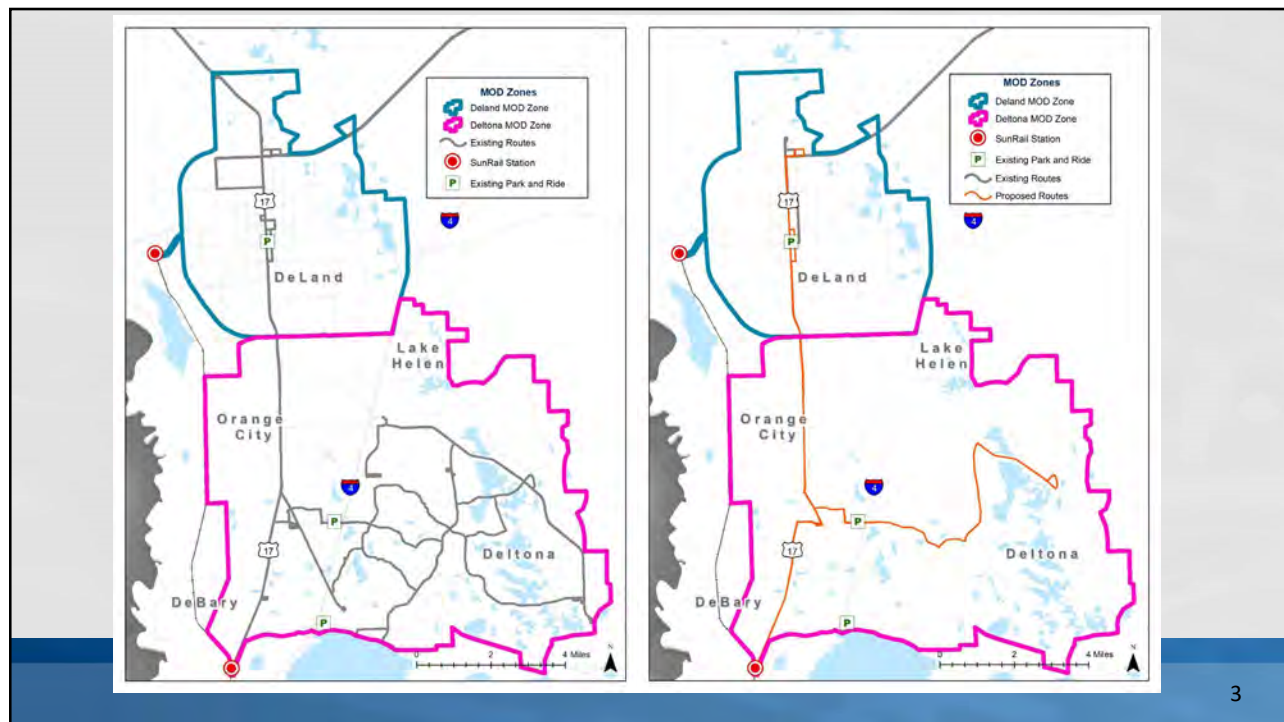 MOD Zones
Deland MOD Zone
Deltona MOD Zone
Existing Routes
SunRail Station
P
Existing Park and Ride
17
4
P
DeLand
Lake
Helen
Orange
City
4
P
17
Deltona
DeBary
P
0 2 4 Miles
N
MOD Zones
Deland MOD Zone
Deltona MOD Zone
SunRail Station
P
Existing Park and Ride
Existing Routes
Proposed Routes
17
4
P
DeLand
Lake
Helen
Orange
City
4
P
17
Deltona
DeBary
P
0 2 4 Miles
N
3